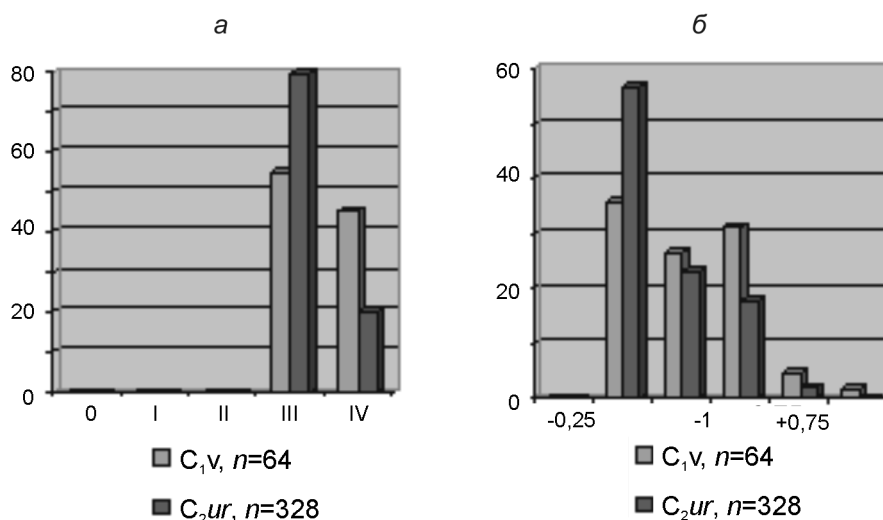 а
80
60
40
20
0
0 I II III IV
C₁v, n=64
C₂ur, n=328
б
60
40
20
0
-0,25 -1 +0,75
C₁v, n=64
C₂ur, n=328